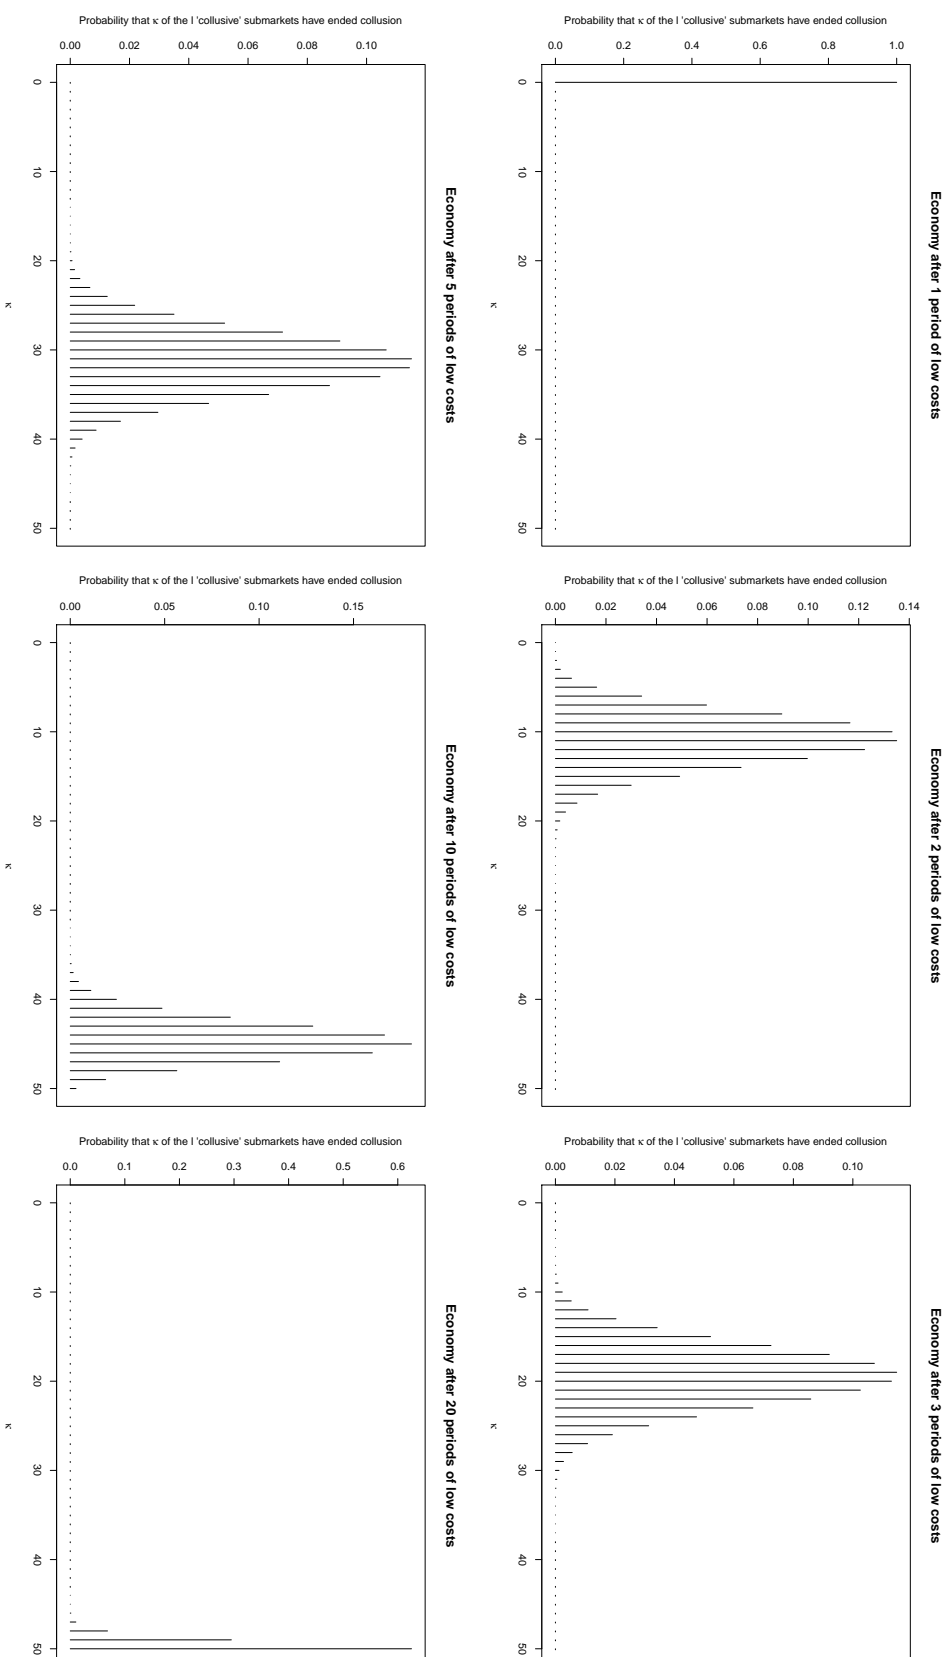 Economy after 1 period of low costs
Probability that κ of the l 'collusive' submarkets have ended collusion
0.0 0.2 0.4 0.6 0.8 1.0
0 10 20 30 40 50
κ
Economy after 2 periods of low costs
Probability that κ of the l 'collusive' submarkets have ended collusion
0.00 0.02 0.04 0.06 0.08 0.10 0.12 0.14
0 10 20 30 40 50
κ
Economy after 3 periods of low costs
Probability that κ of the l 'collusive' submarkets have ended collusion
0.00 0.02 0.04 0.06 0.08 0.10
0 10 20 30 40 50
κ
Economy after 5 periods of low costs
Probability that κ of the l 'collusive' submarkets have ended collusion
0.00 0.02 0.04 0.06 0.08 0.10
0 10 20 30 40 50
κ
Economy after 10 periods of low costs
Probability that κ of the l 'collusive' submarkets have ended collusion
0.00 0.05 0.10 0.15
0 10 20 30 40 50
κ
Economy after 20 periods of low costs
Probability that κ of the l 'collusive' submarkets have ended collusion
0.0 0.1 0.2 0.3 0.4 0.5 0.6
0 10 20 30 40 50
κ